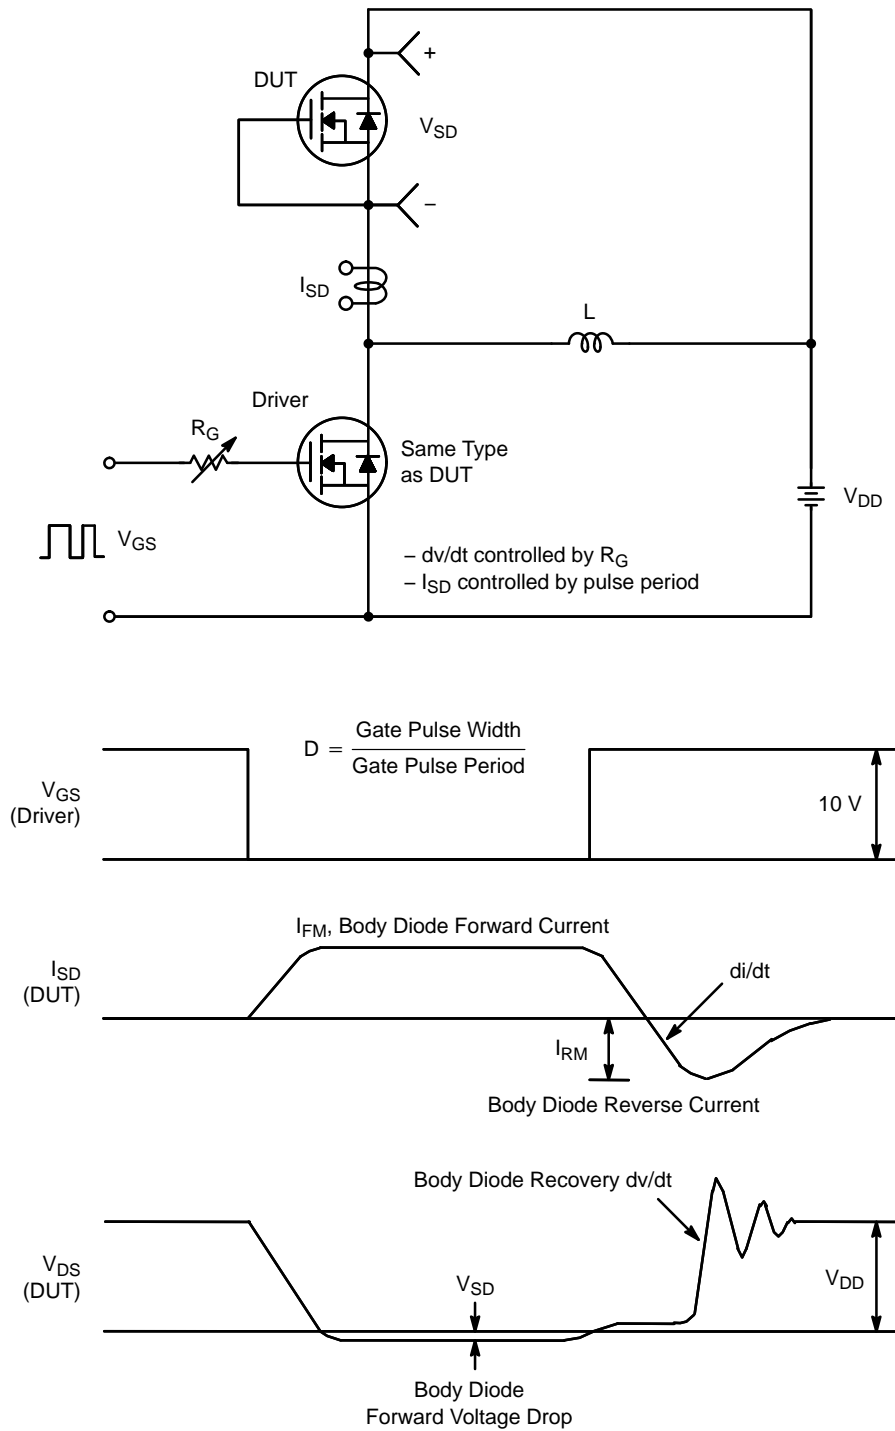 +
DUT
V_SD
–
I_SD
L
Driver
R_G
Same Type
as DUT
V_DD
V_GS
– dv/dt controlled by R_G
– I_SD controlled by pulse period
D = Gate Pulse Width
Gate Pulse Period
V_GS
(Driver)
10 V
I_FM, Body Diode Forward Current
I_SD
(DUT)
di/dt
I_RM
Body Diode Reverse Current
Body Diode Recovery dv/dt
V_DS
(DUT)
V_SD
V_DD
Body Diode
Forward Voltage Drop